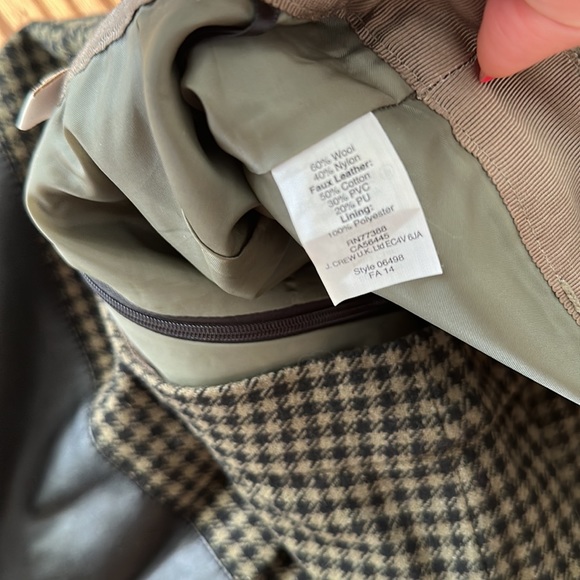 60% Wool
40% Nylon
Faux Leather:
50% Cotton
30% PVC
20% PU
Lining:
100% Polyester
RN77388
CA56445
J. CREW U.K. Ltd EC4V 6JA
Style 06498
FA 14